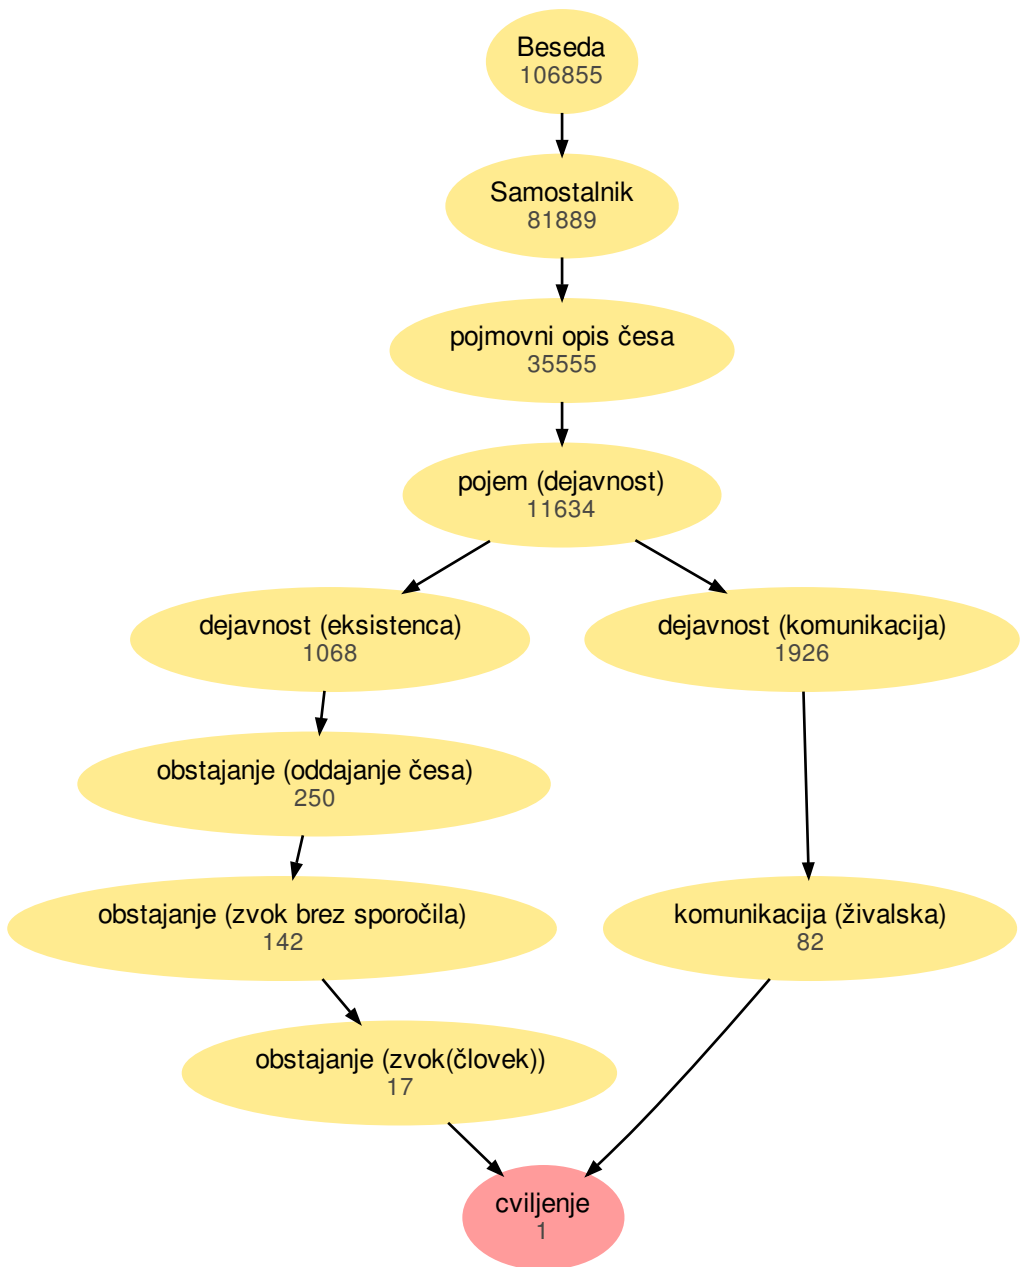 Beseda
106855
Samostalnik
81889
pojmovni opis česa
35555
pojem (dejavnost)
11634
dejavnost (eksistenca)
1068
dejavnost (komunikacija)
1926
obstajanje (oddajanje česa)
250
obstajanje (zvok brez sporočila)
142
komunikacija (živalska)
82
obstajanje (zvok(človek))
17
cviljenje
1